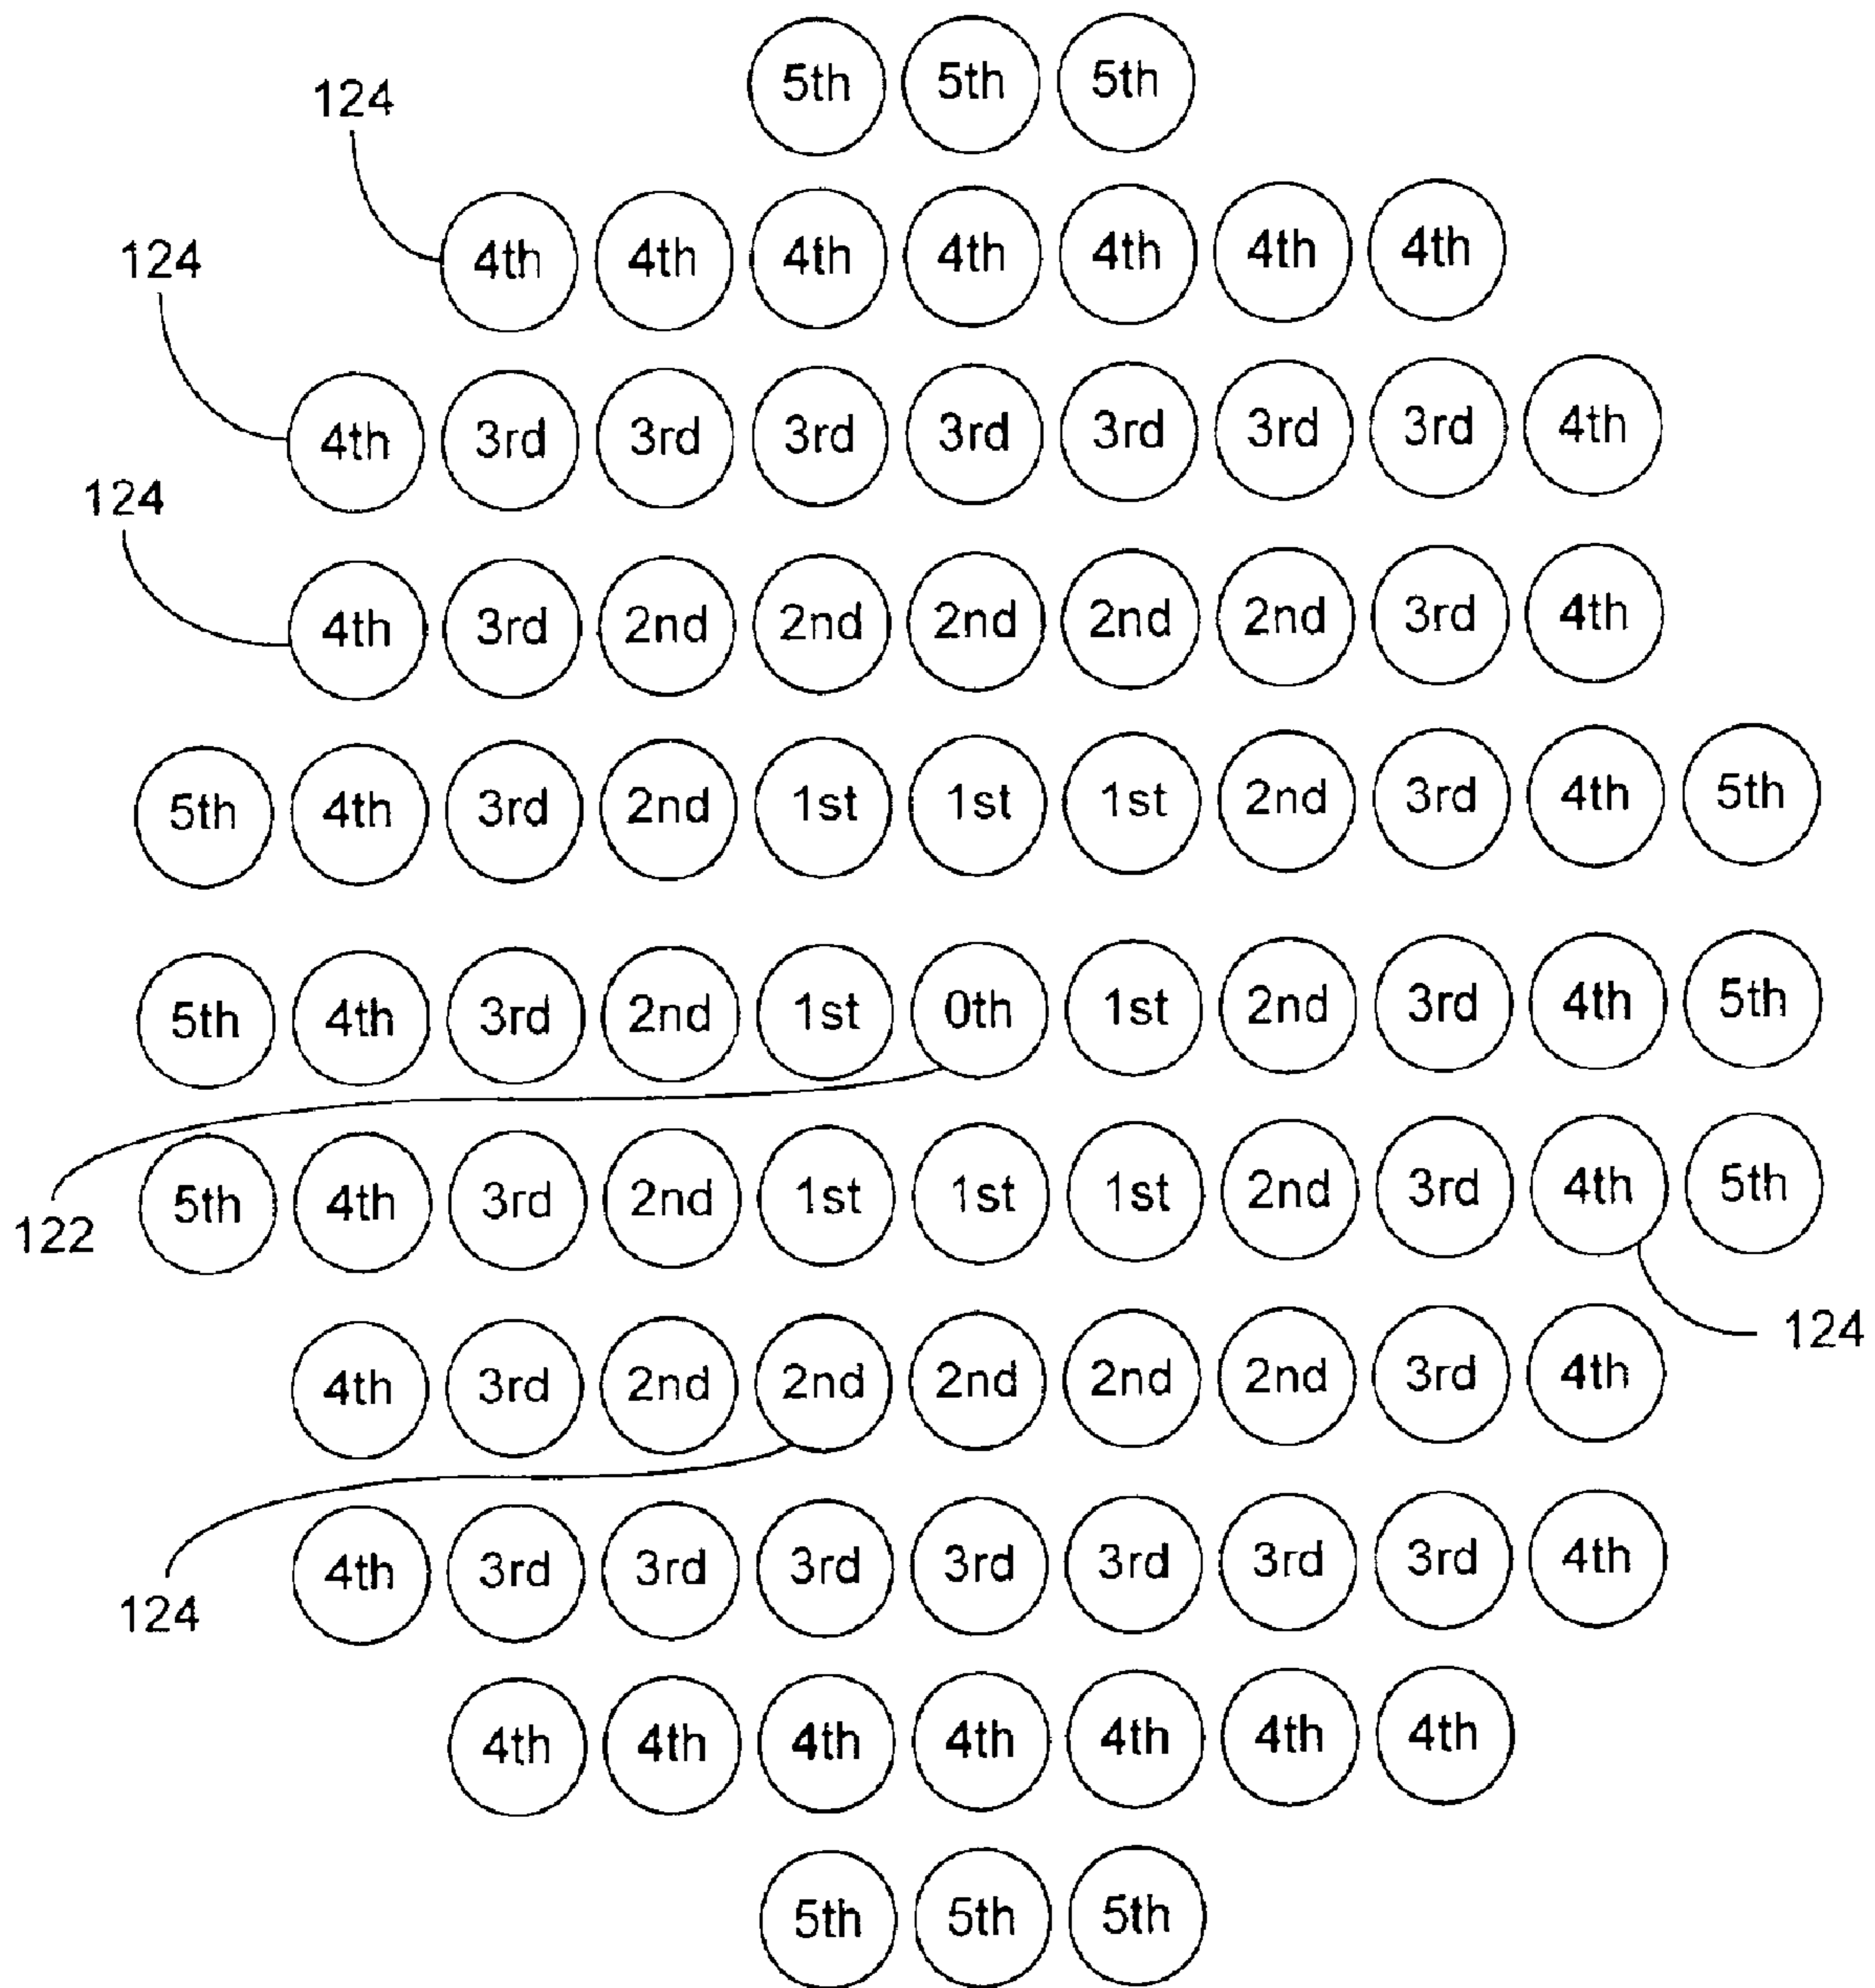 5th 5th 5th
124
4th 4th 4th 4th 4th 4th 4th
124
4th 3rd 3rd 3rd 3rd 3rd 3rd 3rd 4th
124
4th 3rd 2nd 2nd 2nd 2nd 2nd 3rd 4th
5th 4th 3rd 2nd 1st 1st 1st 2nd 3rd 4th 5th
5th 4th 3rd 2nd 1st 0th 1st 2nd 3rd 4th 5th
5th 4th 3rd 2nd 1st 1st 1st 2nd 3rd 4th 5th
122
124
4th 3rd 2nd 2nd 2nd 2nd 2nd 3rd 4th
4th 3rd 3rd 3rd 3rd 3rd 3rd 3rd 4th
124
4th 4th 4th 4th 4th 4th 4th
5th 5th 5th